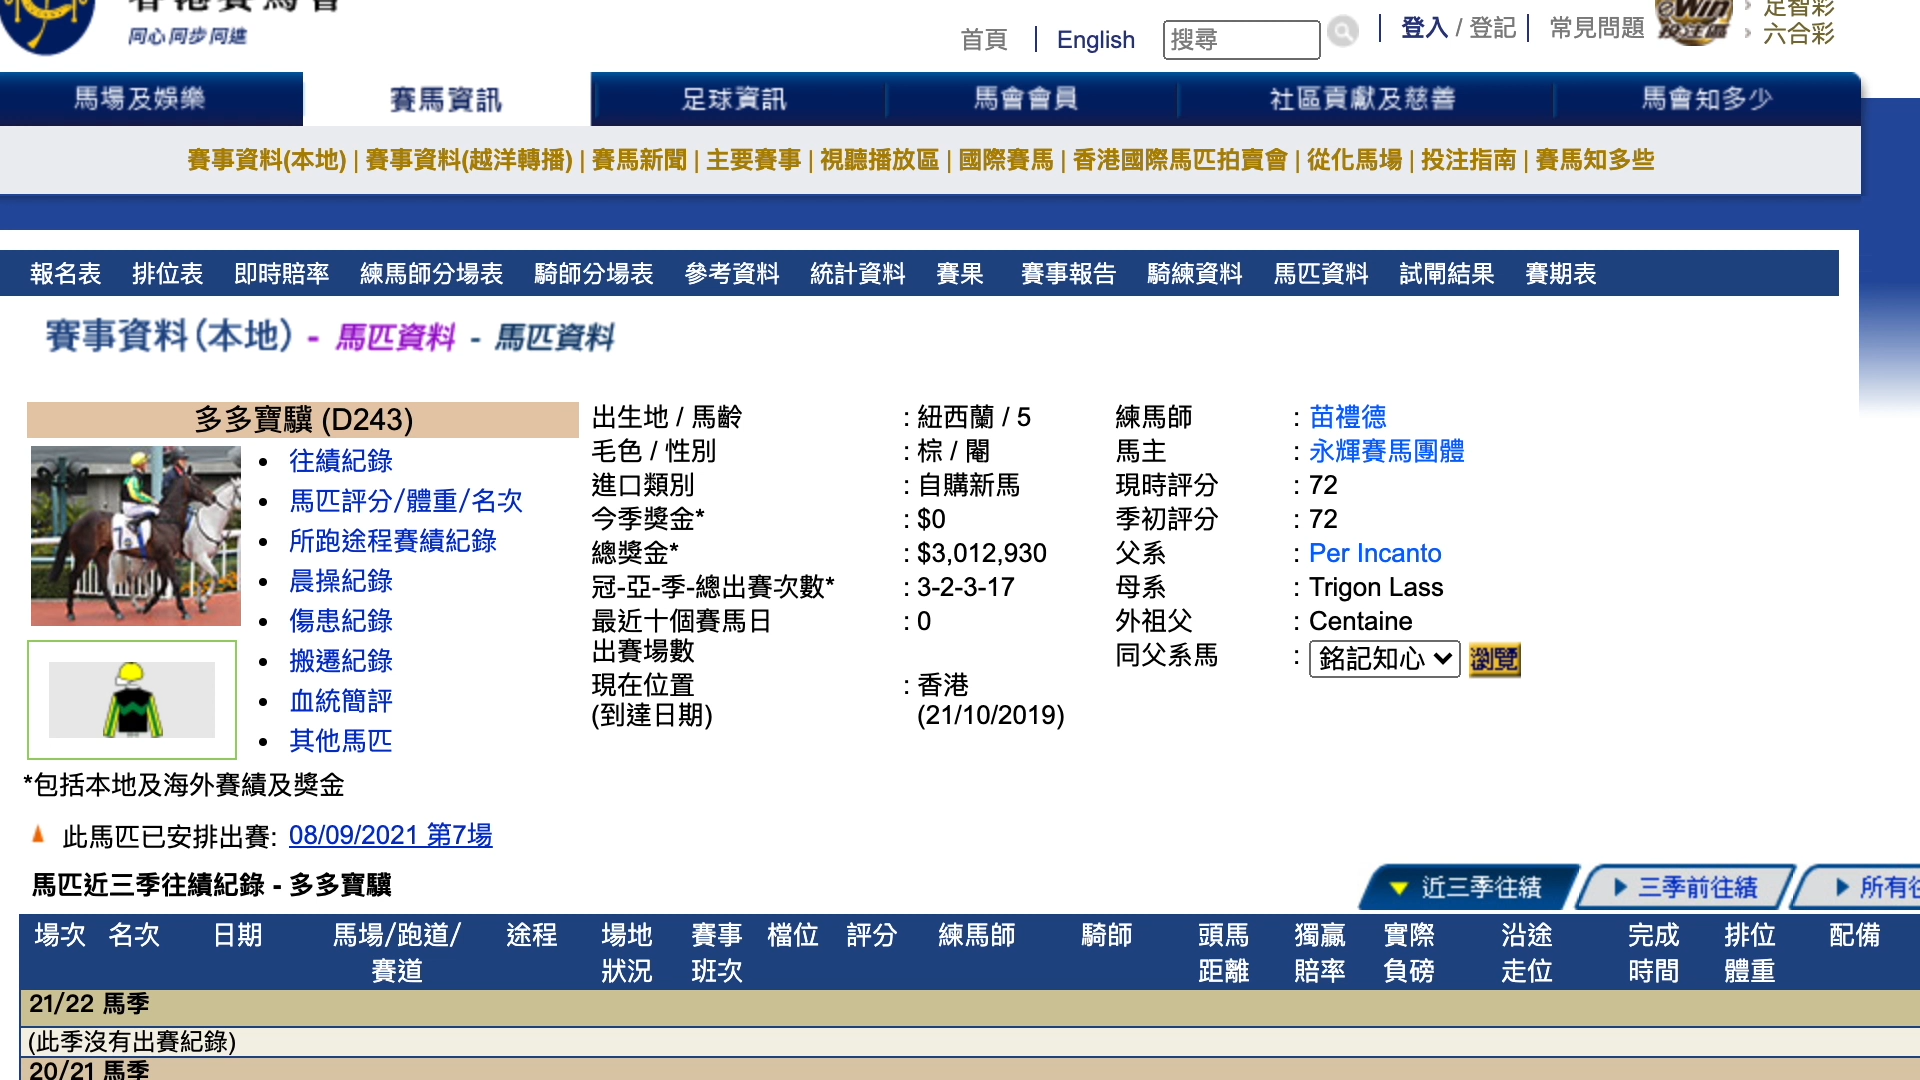 香港賽馬會
同心同步同進
首頁 | English 搜尋 | 登入 / 登記 | 常見問題
eWin
投注區
足智彩
六合彩
馬場及娛樂 賽馬資訊 足球資訊 馬會會員 社區貢獻及慈善 馬會知多少
賽事資料(本地) | 賽事資料(越洋轉播) | 賽馬新聞 | 主要賽事 | 視聽播放區 | 國際賽馬 | 香港國際馬匹拍賣會 | 從化馬場 | 投注指南 | 賽馬知多些
報名表 排位表 即時賠率 練馬師分場表 騎師分場表 參考資料 統計資料 賽果 賽事報告 騎練資料 馬匹資料 試閘結果 賽期表
賽事資料(本地) - 馬匹資料 - 馬匹資料
多多寶驥 (D243)
往績紀錄
馬匹評分/體重/名次
所跑途程賽績紀錄
晨操紀錄
傷患紀錄
搬遷紀錄
血統簡評
其他馬匹
出生地 / 馬齡 : 紐西蘭 / 5
毛色 / 性別 : 棕 / 閹
進口類別 : 自購新馬
今季獎金* : $0
總獎金* : $3,012,930
冠-亞-季-總出賽次數* : 3-2-3-17
最近十個賽馬日 : 0
出賽場數
現在位置 : 香港
(到達日期) (21/10/2019)
練馬師 : 苗禮德
馬主 : 永輝賽馬團體
現時評分 : 72
季初評分 : 72
父系 : Per Incanto
母系 : Trigon Lass
外祖父 : Centaine
同父系馬 : 銘記知心 瀏覽
*包括本地及海外賽績及獎金
此馬匹已安排出賽: 08/09/2021 第7場
馬匹近三季往績紀錄 - 多多寶驥
近三季往績 三季前往績 所有往
場次 名次 日期 馬場/跑道/賽道 途程 場地狀況 賽事班次 檔位 評分 練馬師 騎師 頭馬距離 獨贏賠率 實際負磅 沿途走位 完成時間 排位體重 配備
21/22 馬季
(此季沒有出賽紀錄)
20/21 馬季